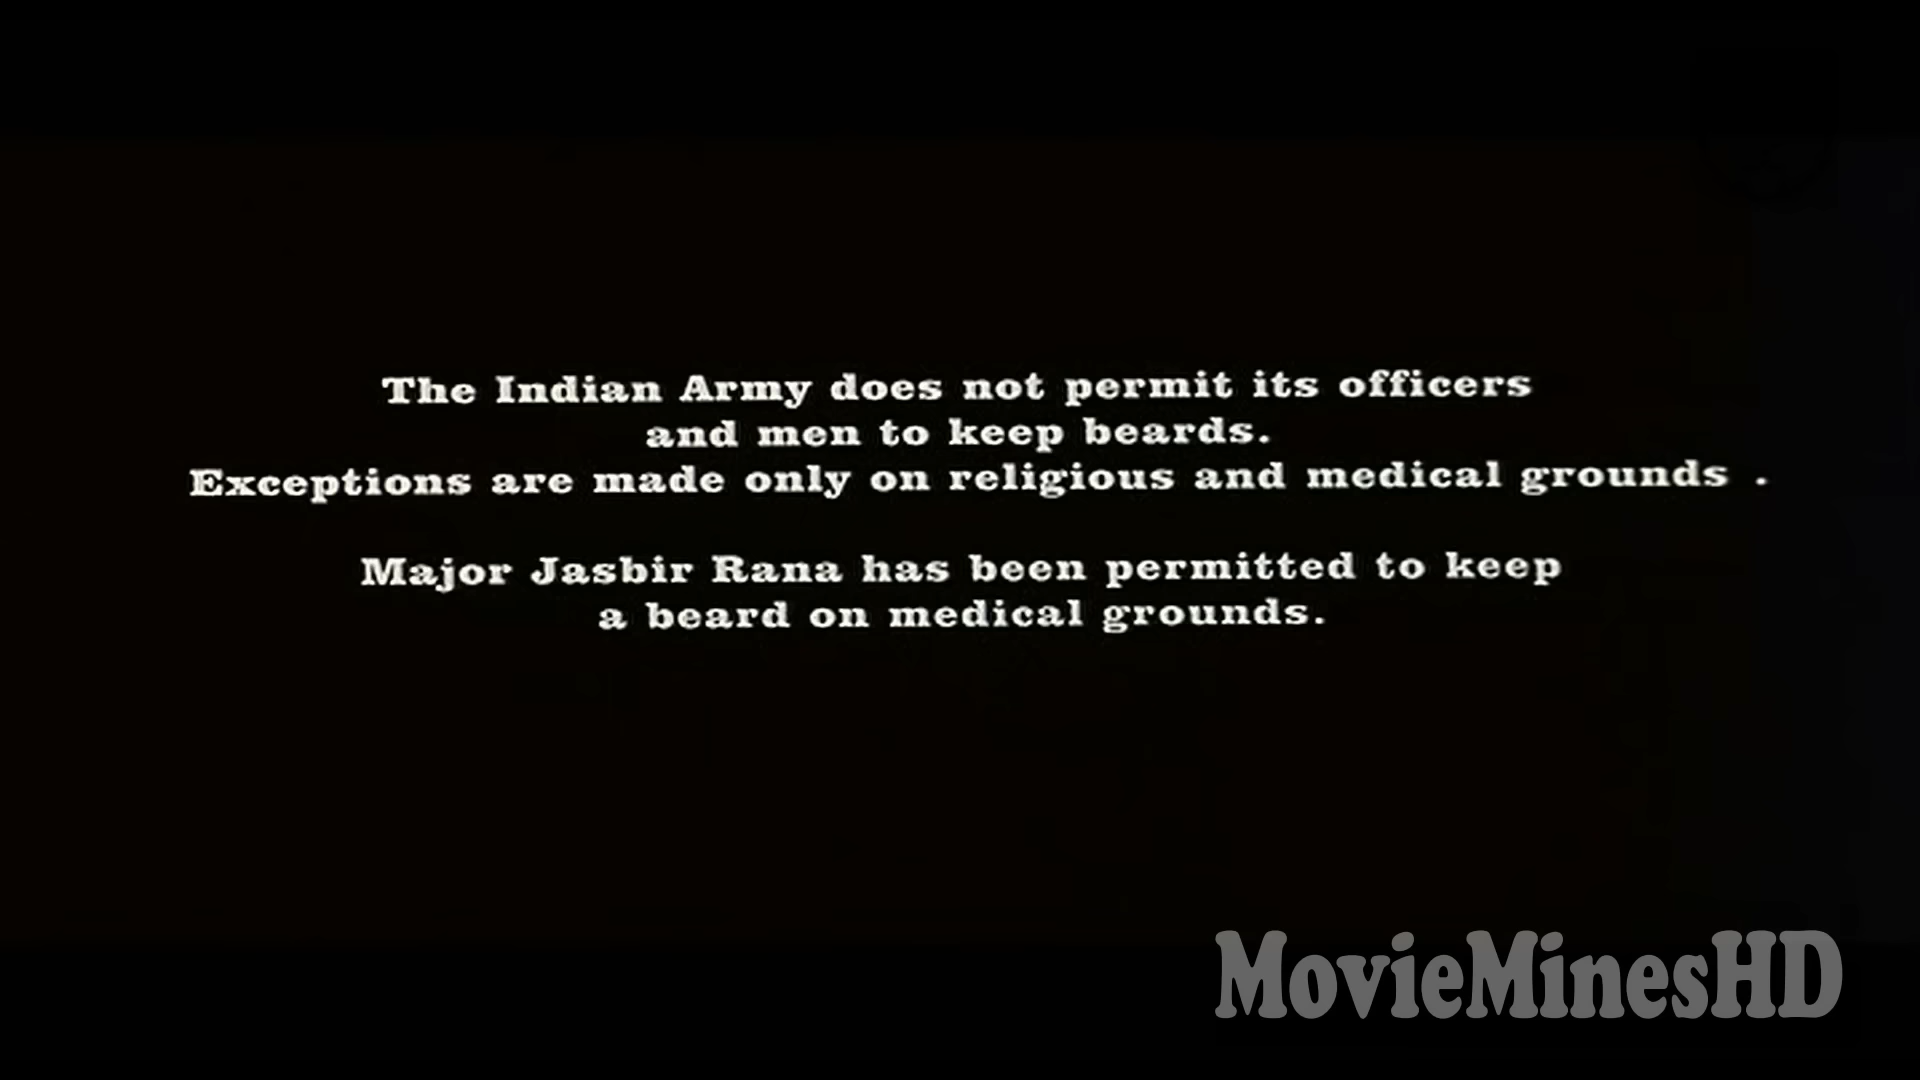 The Indian Army does not permit its officers
and men to keep beards.
Exceptions are made only on religious and medical grounds .
Major Jasbir Rana has been permitted to keep
a beard on medical grounds.
MovieMinesHD